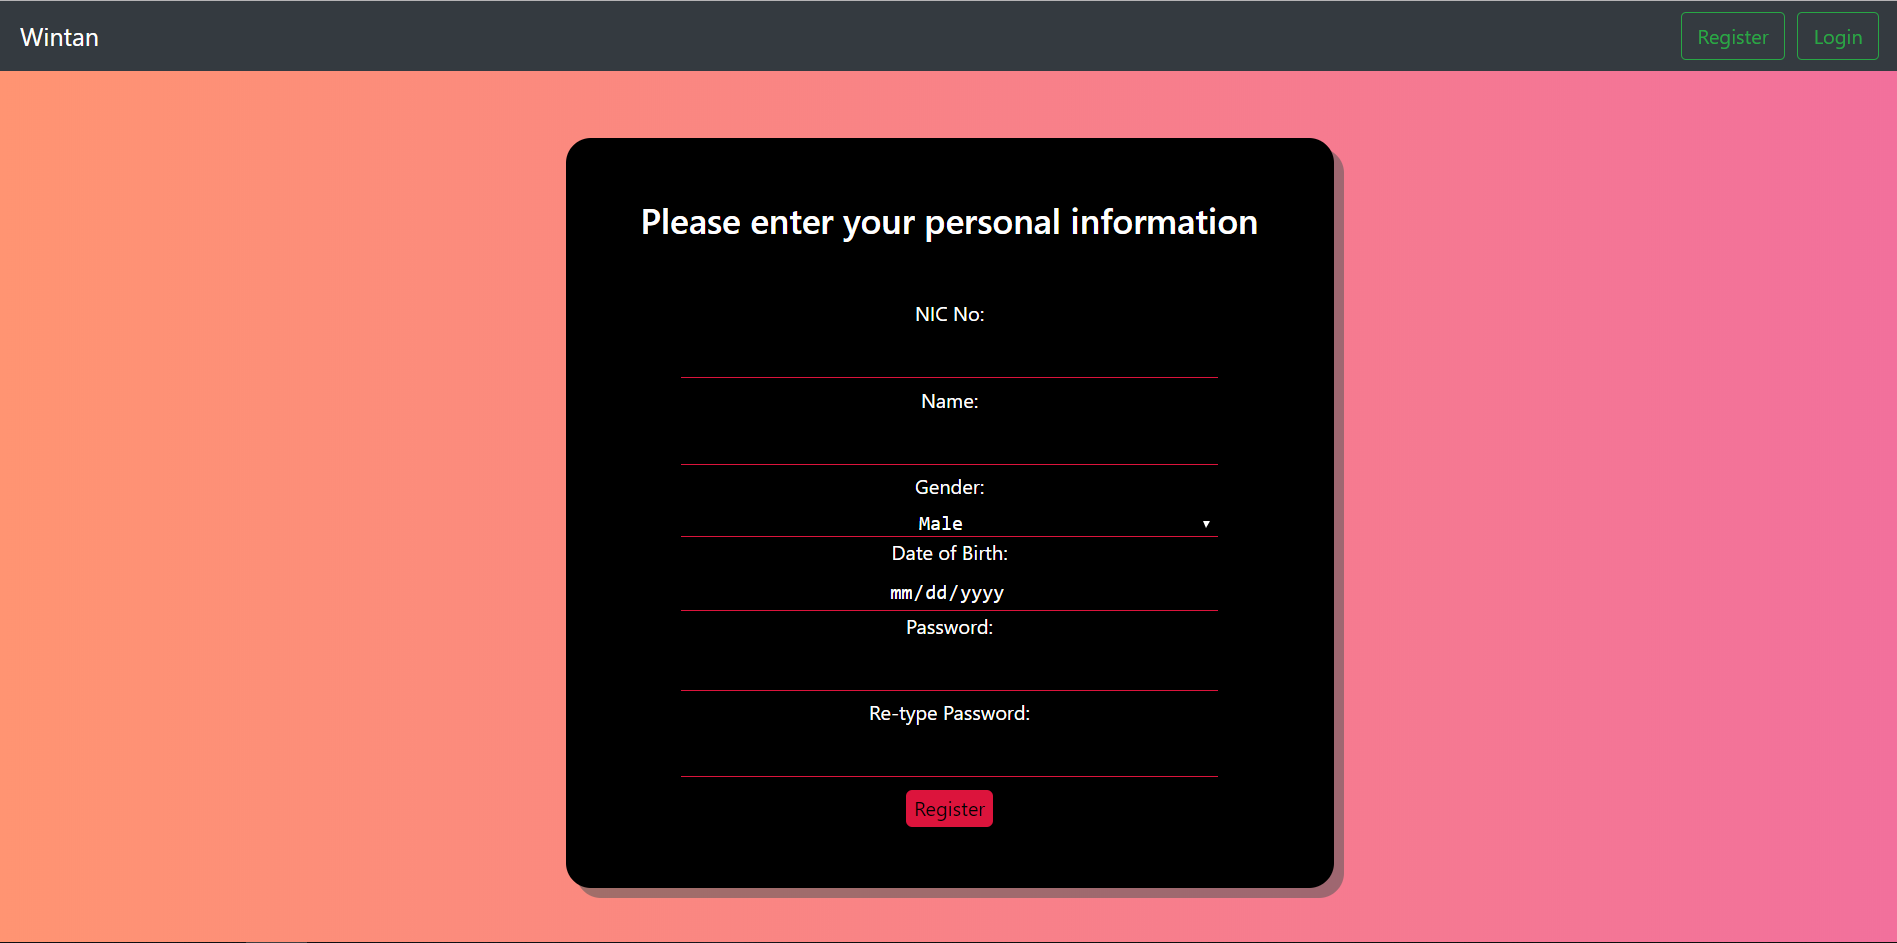 Wintan
Register
Login
Please enter your personal information
NIC No:
Name:
Gender:
Male
Date of Birth:
mm/dd/yyyy
Password:
Re-type Password:
Register